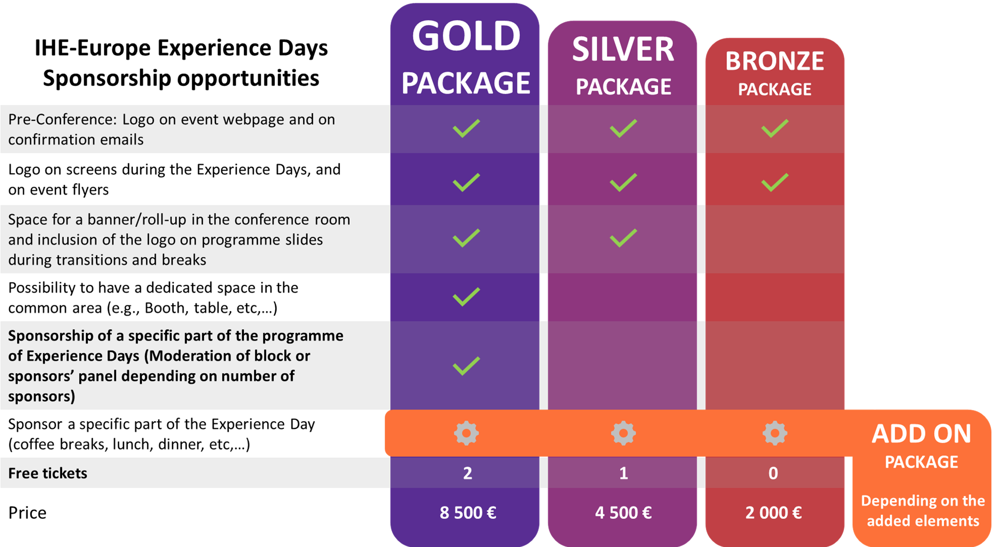 IHE-Europe Experience Days
Sponsorship opportunities
GOLD
PACKAGE
SILVER
PACKAGE
BRONZE
PACKAGE
Pre-Conference: Logo on event webpage and on
confirmation emails
Logo on screens during the Experience Days, and
on event flyers
Space for a banner/roll-up in the conference room
and inclusion of the logo on programme slides
during transitions and breaks
Possibility to have a dedicated space in the
common area (e.g., Booth, table, etc,...)
Sponsorship of a specific part of the programme
of Experience Days (Moderation of block or
sponsors’ panel depending on number of
sponsors)
Sponsor a specific part of the Experience Day
(coffee breaks, lunch, dinner, etc,...)
ADD ON
PACKAGE
Depending on the
added elements
Free tickets 2 1 0
Price 8 500 € 4 500 € 2 000 €